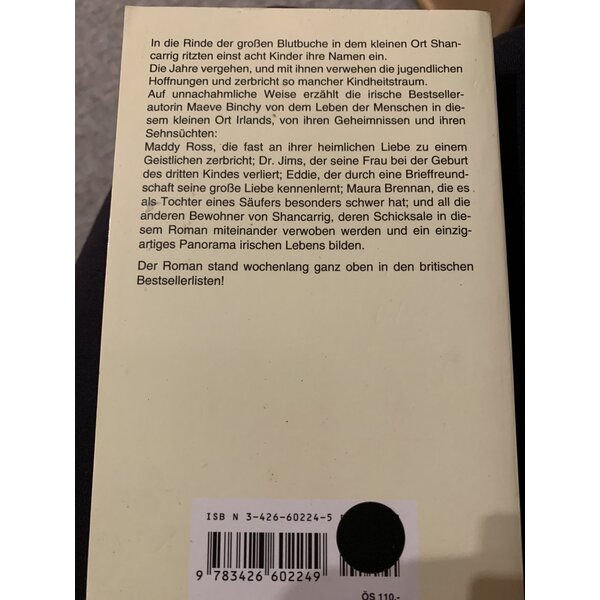 In die Rinde der großen Blutbuche in dem kleinen Ort Shan-
carrig ritzten einst acht Kinder ihre Namen ein.
Die Jahre vergehen, und mit ihnen verwehen die jugendlichen
Hoffnungen und zerbricht so mancher Kindheitstraum.
Auf unnachahmliche Weise erzählt die irische Bestseller-
autorin Maeve Binchy von dem Leben der Menschen in die-
sem kleinen Ort Irlands, von ihren Geheimnissen und ihren
Sehnsüchten:
Maddy Ross, die fast an ihrer heimlichen Liebe zu einem
Geistlichen zerbricht; Dr. Jims, der seine Frau bei der Geburt
des dritten Kindes verliert; Eddie, der durch eine Brieffreund-
schaft seine große Liebe kennenlernt; Maura Brennan, die es
als Tochter eines Säufers besonders schwer hat; und all die
anderen Bewohner von Shancarrig, deren Schicksale in die-
sem Roman miteinander verwoben werden und ein einzig-
artiges Panorama irischen Lebens bilden.
Der Roman stand wochenlang ganz oben in den britischen
Bestsellerlisten!
ISB N 3-426-60224-5
9 783426 602249
ÖS 110,-